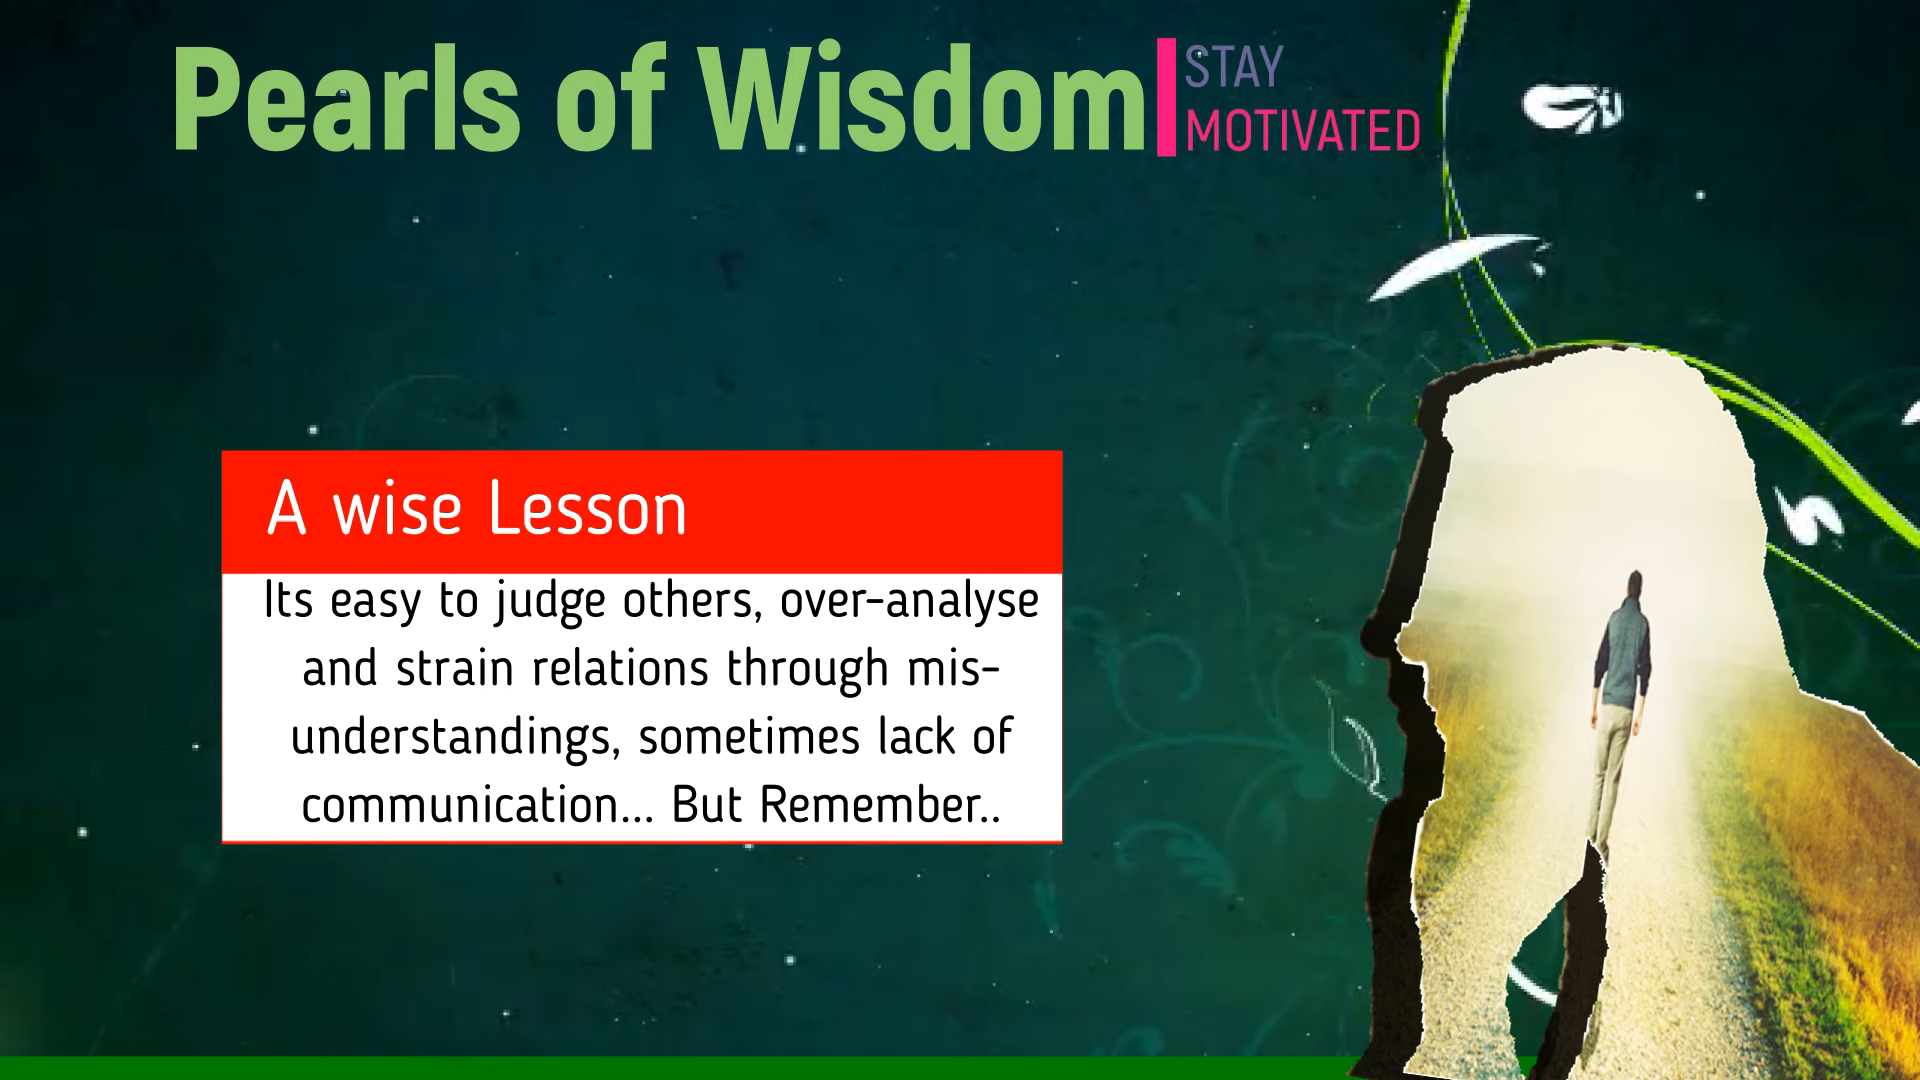 Pearls of Wisdom
STAY
MOTIVATED
A wise Lesson
Its easy to judge others, over-analyse
and strain relations through mis-
understandings, sometimes lack of
communication... But Remember..